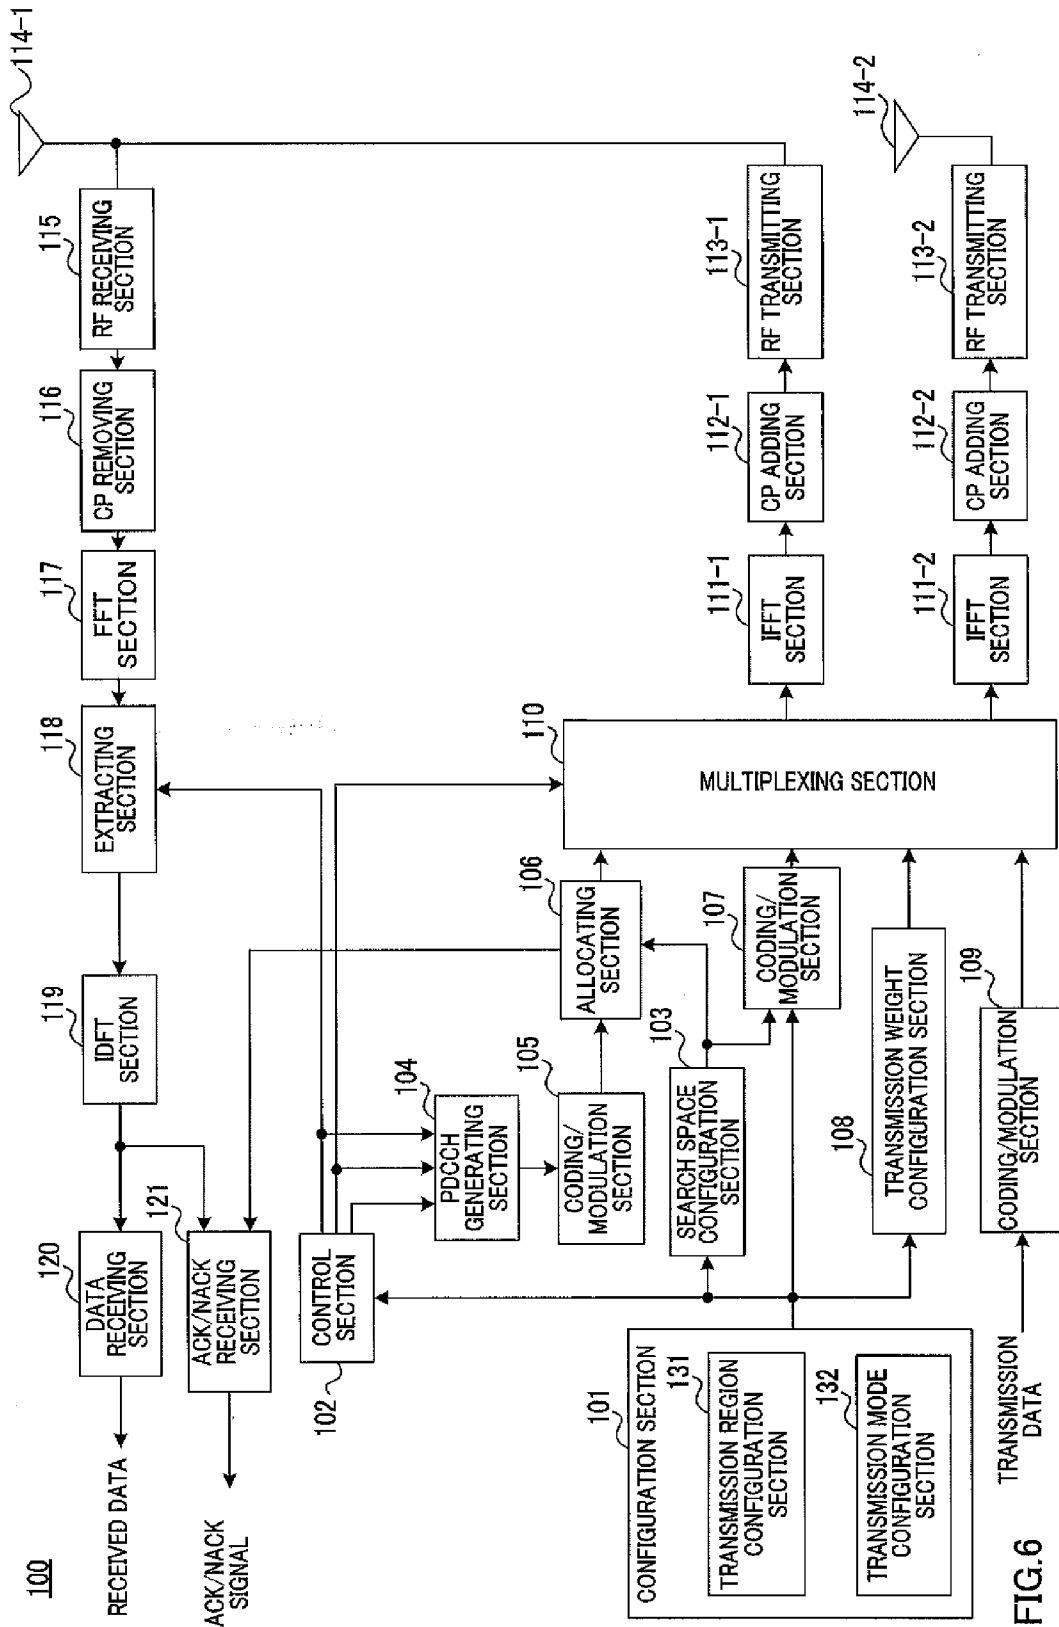 100
114-1
115
RF RECEIVING
SECTION
116
CP REMOVING
SECTION
117
FFT
SECTION
118
EXTRACTING
SECTION
119
IDFT
SECTION
120
DATA
RECEIVING
SECTION
RECEIVED DATA
121
ACK/NACK
RECEIVING
SECTION
ACK/NACK
SIGNAL
102
CONTROL
SECTION
104
PDCCH
GENERATING
SECTION
105
CODING/
MODULATION
SECTION
106
ALLOCATING
SECTION
103
SEARCH SPACE
CONFIGURATION
SECTION
107
CODING/
MODULATION
SECTION
110
MULTIPLEXING SECTION
111-1
IFFT
SECTION
112-1
CP ADDING
SECTION
113-1
RF TRANSMITTING
SECTION
101
CONFIGURATION SECTION
131
TRANSMISSION REGION
CONFIGURATION
SECTION
132
TRANSMISSION MODE
CONFIGURATION
SECTION
108
TRANSMISSION WEIGHT
CONFIGURATION SECTION
109
CODING/MODULATION
SECTION
TRANSMISSION
DATA
111-2
IFFT
SECTION
112-2
CP ADDING
SECTION
113-2
RF TRANSMITTING
SECTION
114-2
FIG.6